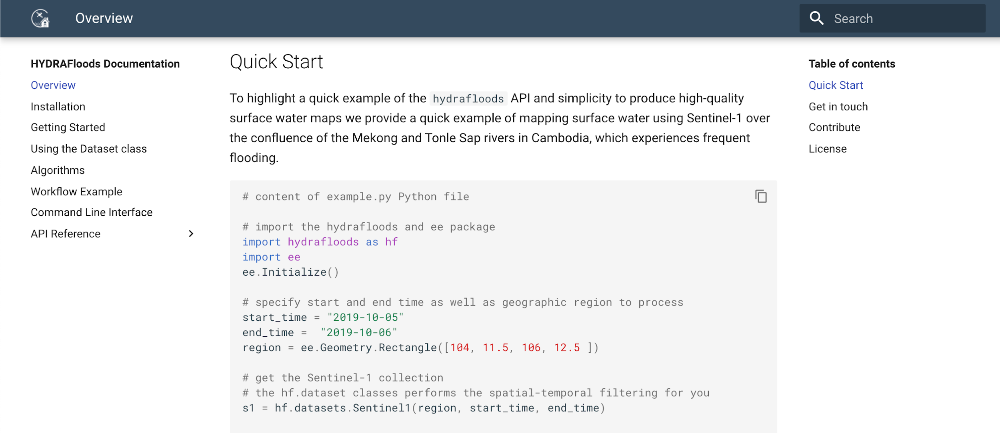 Overview
Search
HYDRAFloods Documentation
Overview
Installation
Getting Started
Using the Dataset class
Algorithms
Workflow Example
Command Line Interface
API Reference
Quick Start
To highlight a quick example of the hydrafloods API and simplicity to produce high-quality
surface water maps we provide a quick example of mapping surface water using Sentinel-1 over
the confluence of the Mekong and Tonle Sap rivers in Cambodia, which experiences frequent
flooding.
# content of example.py Python file
# import the hydrafloods and ee package
import hydrafloods as hf
import ee
ee.Initialize()
# specify start and end time as well as geographic region to process
start_time = "2019-10-05"
end_time =  "2019-10-06"
region = ee.Geometry.Rectangle([104, 11.5, 106, 12.5 ])
# get the Sentinel-1 collection
# the hf.dataset classes performs the spatial-temporal filtering for you
s1 = hf.datasets.Sentinel1(region, start_time, end_time)
Table of contents
Quick Start
Get in touch
Contribute
License